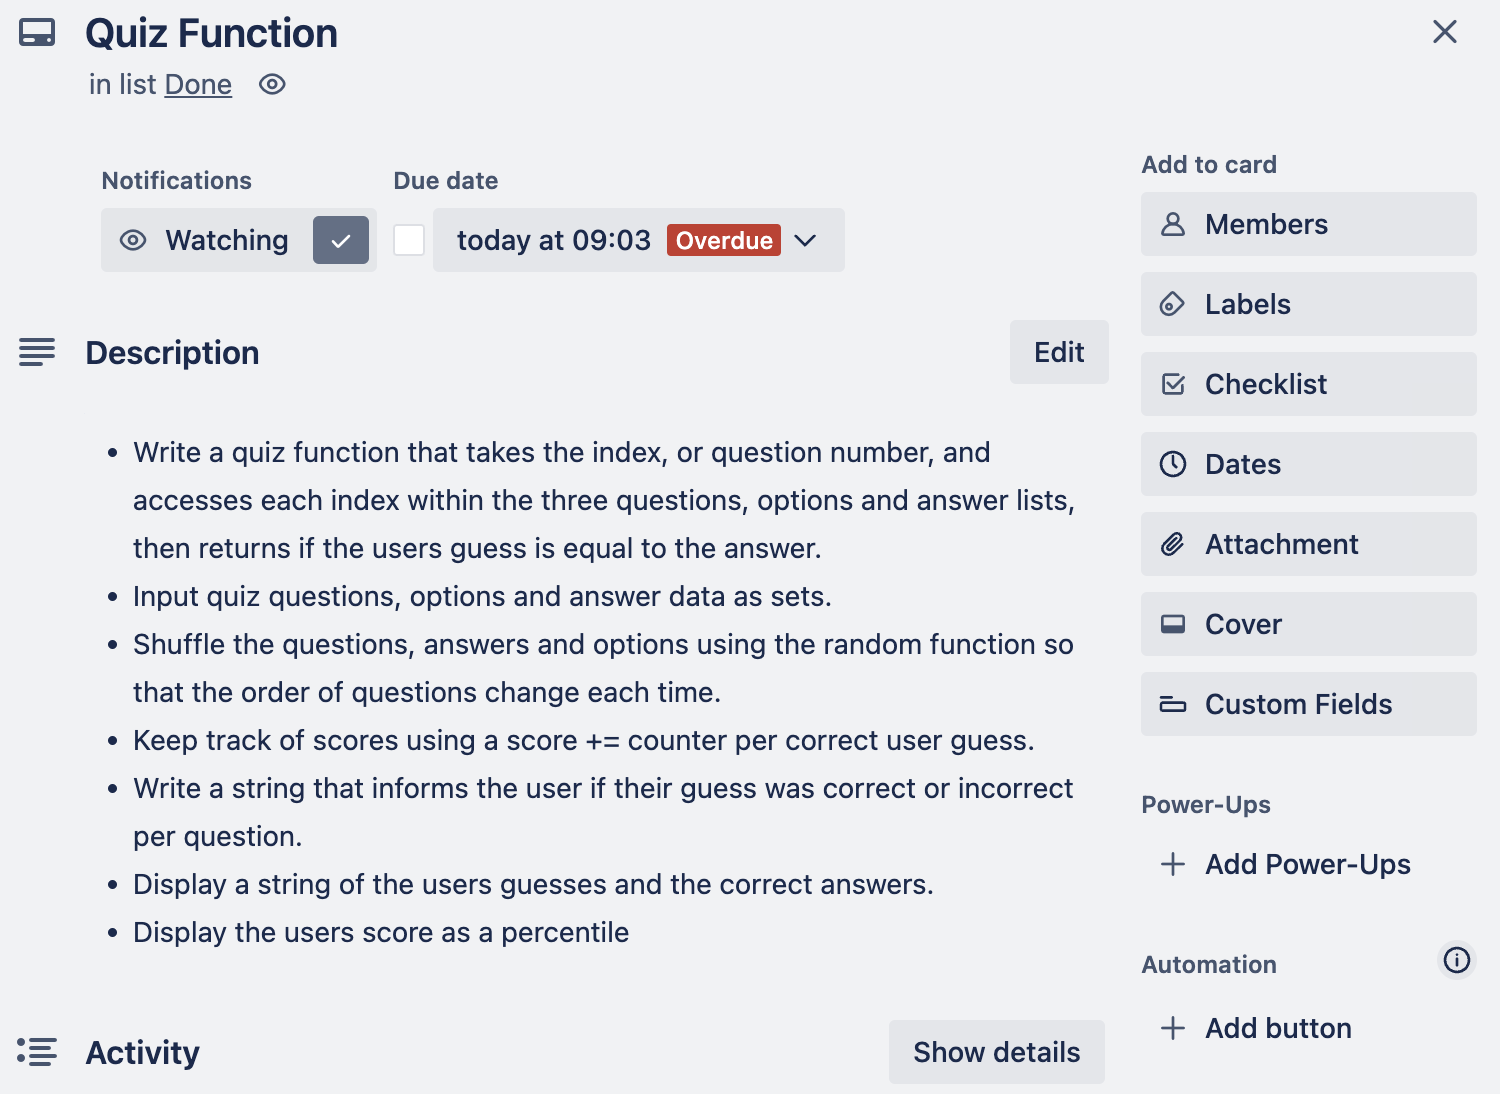 Quiz Function
in list Done
Notifications
Due date
Watching
today at 09:03 Overdue
Description
Edit
• Write a quiz function that takes the index, or question number, and
accesses each index within the three questions, options and answer lists,
then returns if the users guess is equal to the answer.
• Input quiz questions, options and answer data as sets.
• Shuffle the questions, answers and options using the random function so
that the order of questions change each time.
• Keep track of scores using a score += counter per correct user guess.
• Write a string that informs the user if their guess was correct or incorrect
per question.
• Display a string of the users guesses and the correct answers.
• Display the users score as a percentile
Activity
Show details
Add to card
Members
Labels
Checklist
Dates
Attachment
Cover
Custom Fields
Power-Ups
Add Power-Ups
Automation
Add button